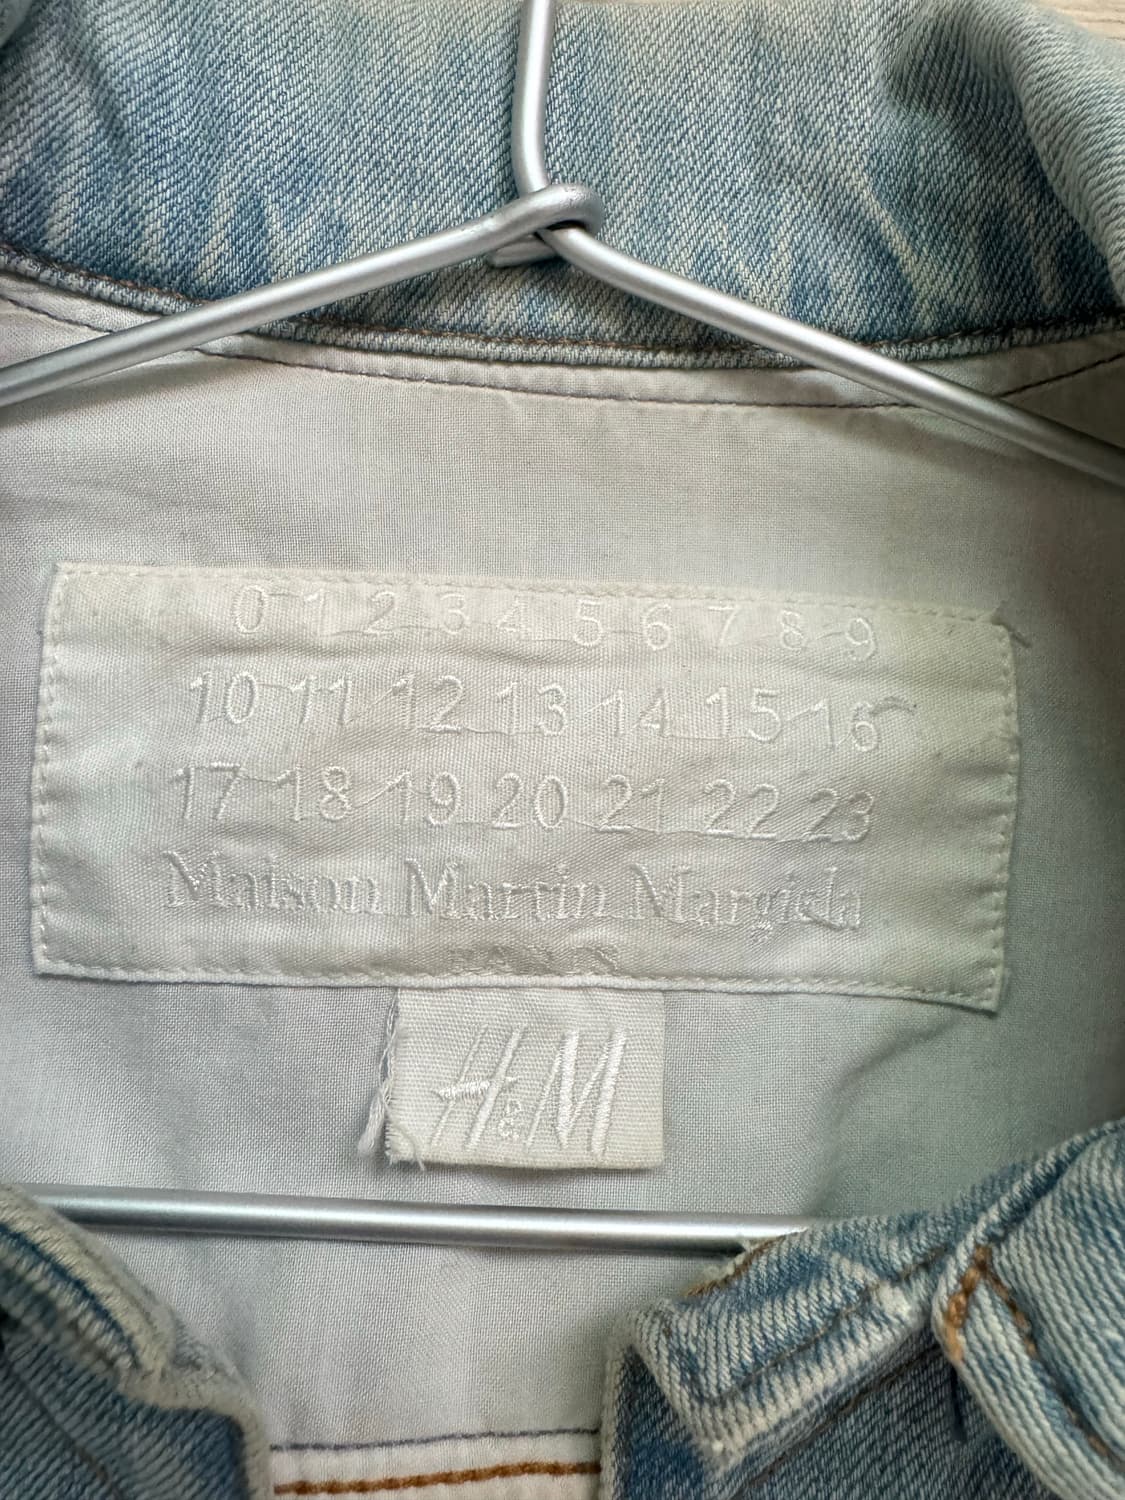 0 1 2 3 4 5 6 7 8 9
10 11 12 13 14 15 16
17 18 19 20 21 22 23
Maison Martin Margiela
PARIS
H&M